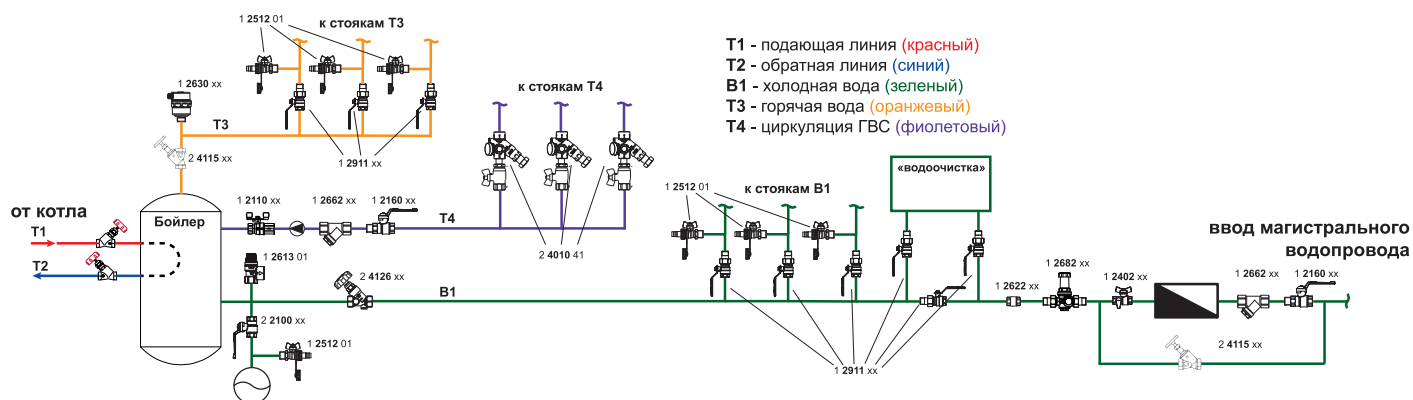 1 2512 01
к стоякам Т3
1 2630 xx
Т3
2 4115 xx
1 2911 xx
к стоякам Т4
Т1 - подающая линия (красный)
Т2 - обратная линия (синий)
В1 - холодная вода (зеленый)
Т3 - горячая вода (оранжевый)
Т4 - циркуляция ГВС (фиолетовый)
от котла
Т1
Т2
Бойлер
1 2110 xx
1 2662 xx
1 2160 xx
Т4
2 4010 41
1 2613 01
2 4126 xx
В1
2 2100 xx
1 2512 01
1 2512 01
к стоякам В1
«водоочистка»
1 2911 xx
ввод магистрального
водопровода
1 2622 xx
1 2682 xx
1 2402 xx
1 2662 xx
1 2160 xx
2 4115 xx